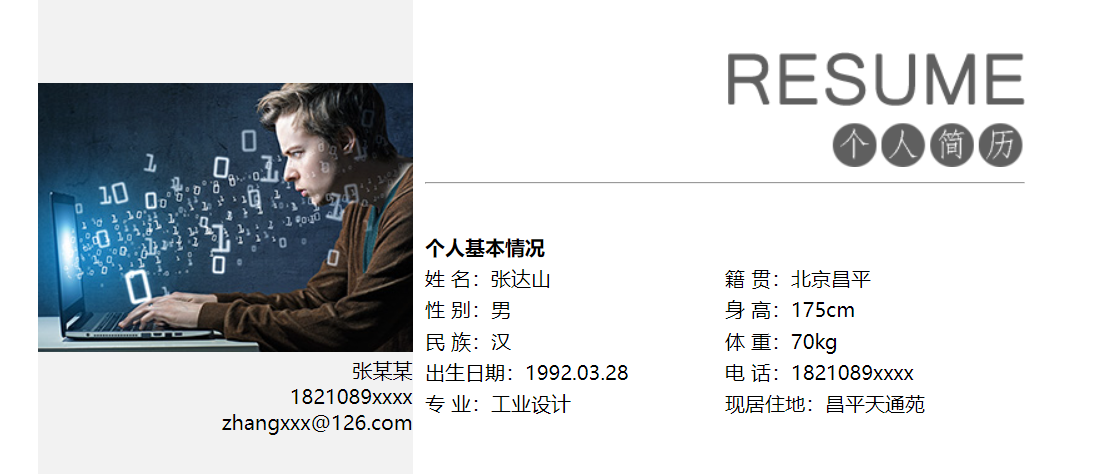 RESUME
个人简历
张某某
1821089xxxx
zhangxxx@126.com
个人基本情况
姓 名：张达山
籍 贯：北京昌平
性 别：男
身 高：175cm
民 族：汉
体 重：70kg
出生日期：1992.03.28
电 话：1821089xxxx
专 业：工业设计
现居住地：昌平天通苑